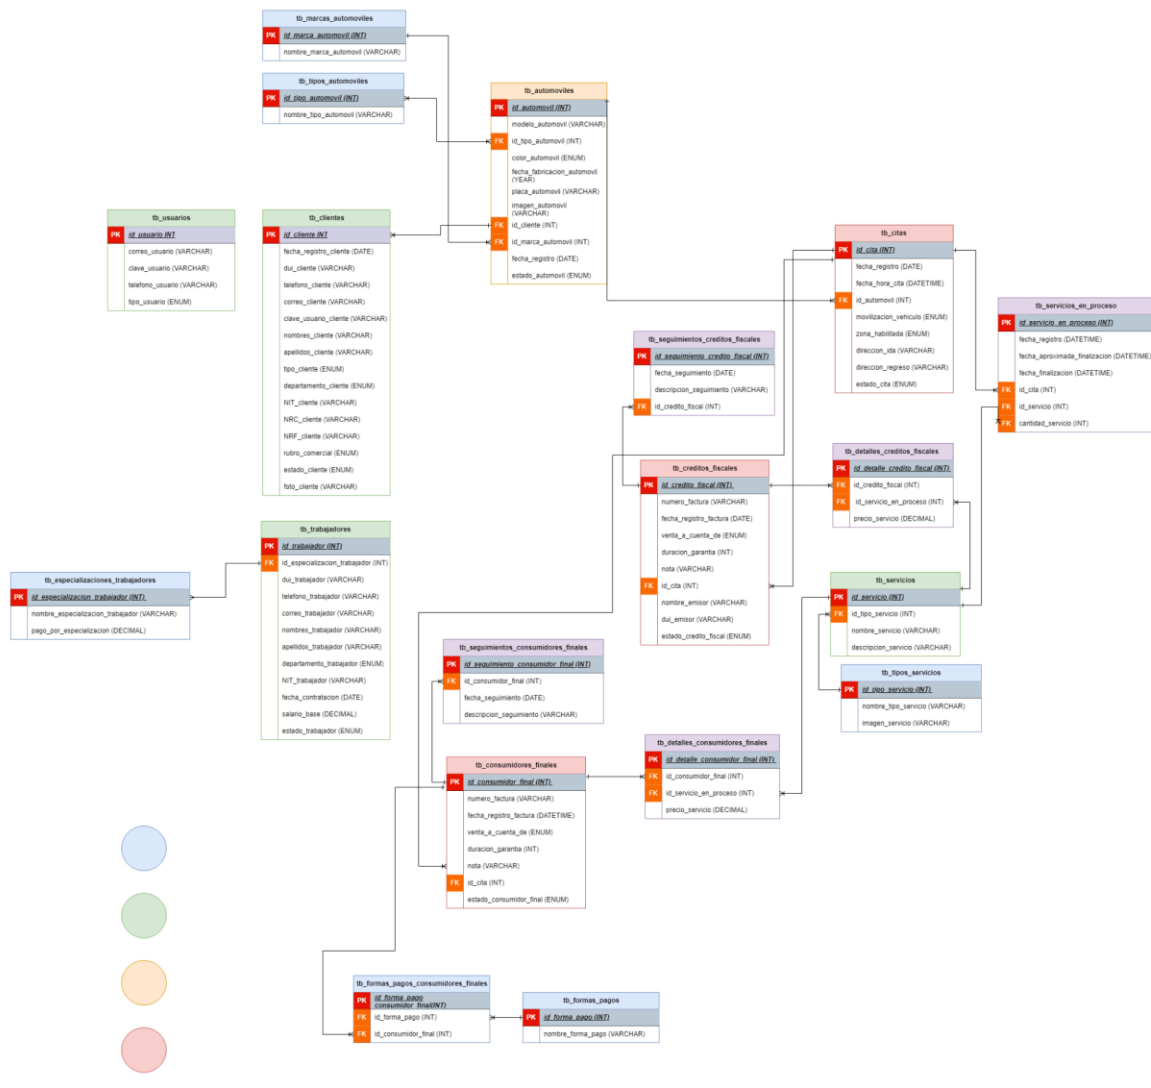 tb_marcas_automoviles
PK id_marca_automovil (INT)
nombre_marca_automovil (VARCHAR)
tb_tipos_automoviles
PK id_tipo_automovil (INT)
nombre_tipo_automovil (VARCHAR)
tb_automoviles
PK id_automovil (INT)
modelo_automovil (VARCHAR)
FK id_tipo_automovil (INT)
color_automovil (ENUM)
fecha_fabricacion_automovil
(YEAR)
placa_automovil (VARCHAR)
imagen_automovil
(VARCHAR)
FK id_cliente (INT)
FK id_marca_automovil (INT)
fecha_registro (DATE)
estado_automovil (ENUM)
tb_usuarios
PK id_usuario INT
correo_usuario (VARCHAR)
clave_usuario (VARCHAR)
telefono_usuario (VARCHAR)
tipo_usuario (ENUM)
tb_clientes
PK id_cliente INT
fecha_registro_cliente (DATE)
dui_cliente (VARCHAR)
telefono_cliente (VARCHAR)
correo_cliente (VARCHAR)
clave_usuario_cliente (VARCHAR)
nombres_cliente (VARCHAR)
apellidos_cliente (VARCHAR)
tipo_cliente (ENUM)
departamento_cliente (ENUM)
NIT_cliente (VARCHAR)
NRC_cliente (VARCHAR)
NRF_cliente (VARCHAR)
rubro_comercial (ENUM)
estado_cliente (ENUM)
foto_cliente (VARCHAR)
tb_citas
PK id_cita (INT)
fecha_registro (DATE)
fecha_hora_cita (DATETIME)
FK id_automovil (INT)
movilizacion_vehiculo (ENUM)
zona_habilitada (ENUM)
direccion_ida (VARCHAR)
direccion_regreso (VARCHAR)
estado_cita (ENUM)
tb_servicios_en_proceso
PK id_servicio_en_proceso (INT)
fecha_registro (DATETIME)
fecha_aproximada_finalizacion (DATETIME)
fecha_finalizacion (DATETIME)
FK id_cita (INT)
FK id_servicio (INT)
FK cantidad_servicio (INT)
tb_seguimientos_creditos_fiscales
PK id_seguimiento_credito_fiscal (INT)
fecha_seguimiento (DATE)
descripcion_seguimiento (VARCHAR)
FK id_credito_fiscal (INT)
tb_creditos_fiscales
PK id_credito_fiscal (INT)
numero_factura (VARCHAR)
fecha_registro_factura (DATE)
venta_a_cuenta_de (ENUM)
duracion_garantia (INT)
nota (VARCHAR)
FK id_cita (INT)
nombre_emisor (VARCHAR)
dui_emisor (VARCHAR)
estado_credito_fiscal (ENUM)
tb_detalles_creditos_fiscales
PK id_detalle_credito_fiscal (INT)
FK id_credito_fiscal (INT)
FK id_servicio_en_proceso (INT)
precio_servicio (DECIMAL)
tb_trabajadores
PK id_trabajador (INT)
FK id_especializacion_trabajador (INT)
dui_trabajador (VARCHAR)
telefono_trabajador (VARCHAR)
correo_trabajador (VARCHAR)
nombres_trabajador (VARCHAR)
apellidos_trabajador (VARCHAR)
departamento_trabajador (ENUM)
NIT_trabajador (VARCHAR)
fecha_contratacion (DATE)
salario_base (DECIMAL)
estado_trabajador (ENUM)
tb_especializaciones_trabajadores
PK id_especializacion_trabajador (INT)
nombre_especializacion_trabajador (VARCHAR)
pago_por_especializacion (DECIMAL)
tb_servicios
PK id_servicio (INT)
FK id_tipo_servicio (INT)
nombre_servicio (VARCHAR)
descripcion_servicio (VARCHAR)
tb_tipos_servicios
PK id_tipo_servicio (INT)
nombre_tipo_servicio (VARCHAR)
imagen_servicio (VARCHAR)
tb_seguimientos_consumidores_finales
PK id_seguimiento_consumidor_final (INT)
FK id_consumidor_final (INT)
fecha_seguimiento (DATE)
descripcion_seguimiento (VARCHAR)
tb_detalles_consumidores_finales
PK id_detalle_consumidor_final (INT)
FK id_consumidor_final (INT)
FK id_servicio_en_proceso (INT)
precio_servicio (DECIMAL)
tb_consumidores_finales
PK id_consumidor_final (INT)
numero_factura (VARCHAR)
fecha_registro_factura (DATETIME)
venta_a_cuenta_de (ENUM)
duracion_garantia (INT)
nota (VARCHAR)
FK id_cita (INT)
estado_consumidor_final (ENUM)
tb_formas_pagos_consumidores_finales
PK id_forma_pago
consumidor_final(INT)
FK id_forma_pago (INT)
FK id_consumidor_final (INT)
tb_formas_pagos
PK id_forma_pago (INT)
nombre_forma_pago (VARCHAR)